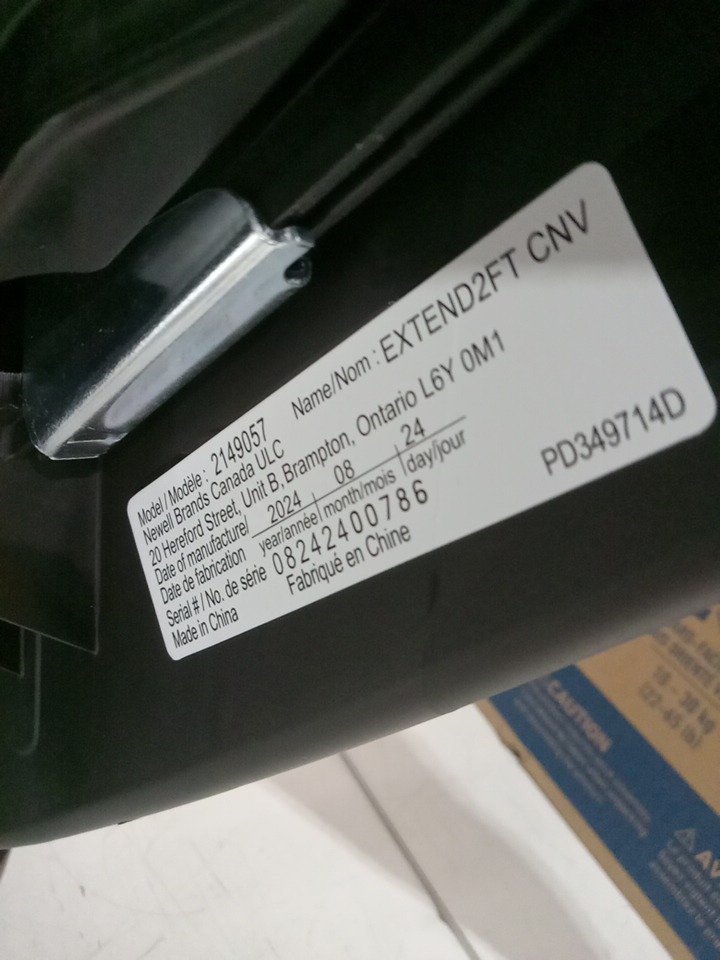 Model / Modèle : 2149057 Name/Nom : EXTEND2FT CNV
Newell Brands Canada ULC
20 Hereford Street, Unit B, Brampton, Ontario L6Y 0M1
Date of manufacture/ 2024 | 08 | 24
Date de fabrication year/année | month/mois | day/jour
Serial # / No. de série 08242400786
Made in China Fabriqué en Chine
PD349714D
CAUTION